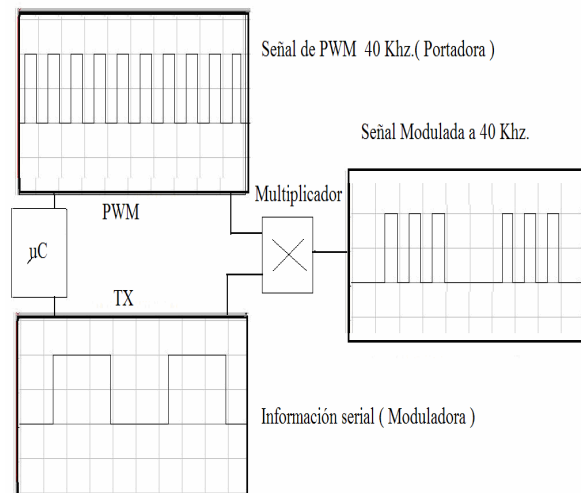 Señal de PWM 40 Khz.( Portadora )
Señal Modulada a 40 Khz.
Multiplicador
PWM
µC
TX
Información serial ( Moduladora )